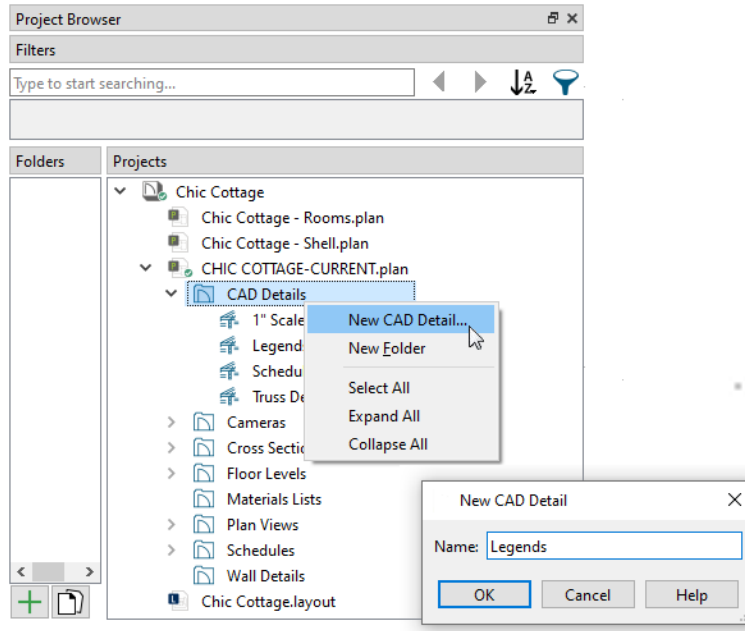 Project Browser
Filters
Type to start searching...
Folders
Projects
Chic Cottage
Chic Cottage - Rooms.plan
Chic Cottage - Shell.plan
CHIC COTTAGE-CURRENT.plan
CAD Details
1" Scale
New CAD Detail...
New Folder
Select All
Expand All
Collapse All
Cameras
Floor Levels
Materials Lists
Plan Views
Schedules
Wall Details
Chic Cottage.layout
New CAD Detail
Name: Legends
OK Cancel Help